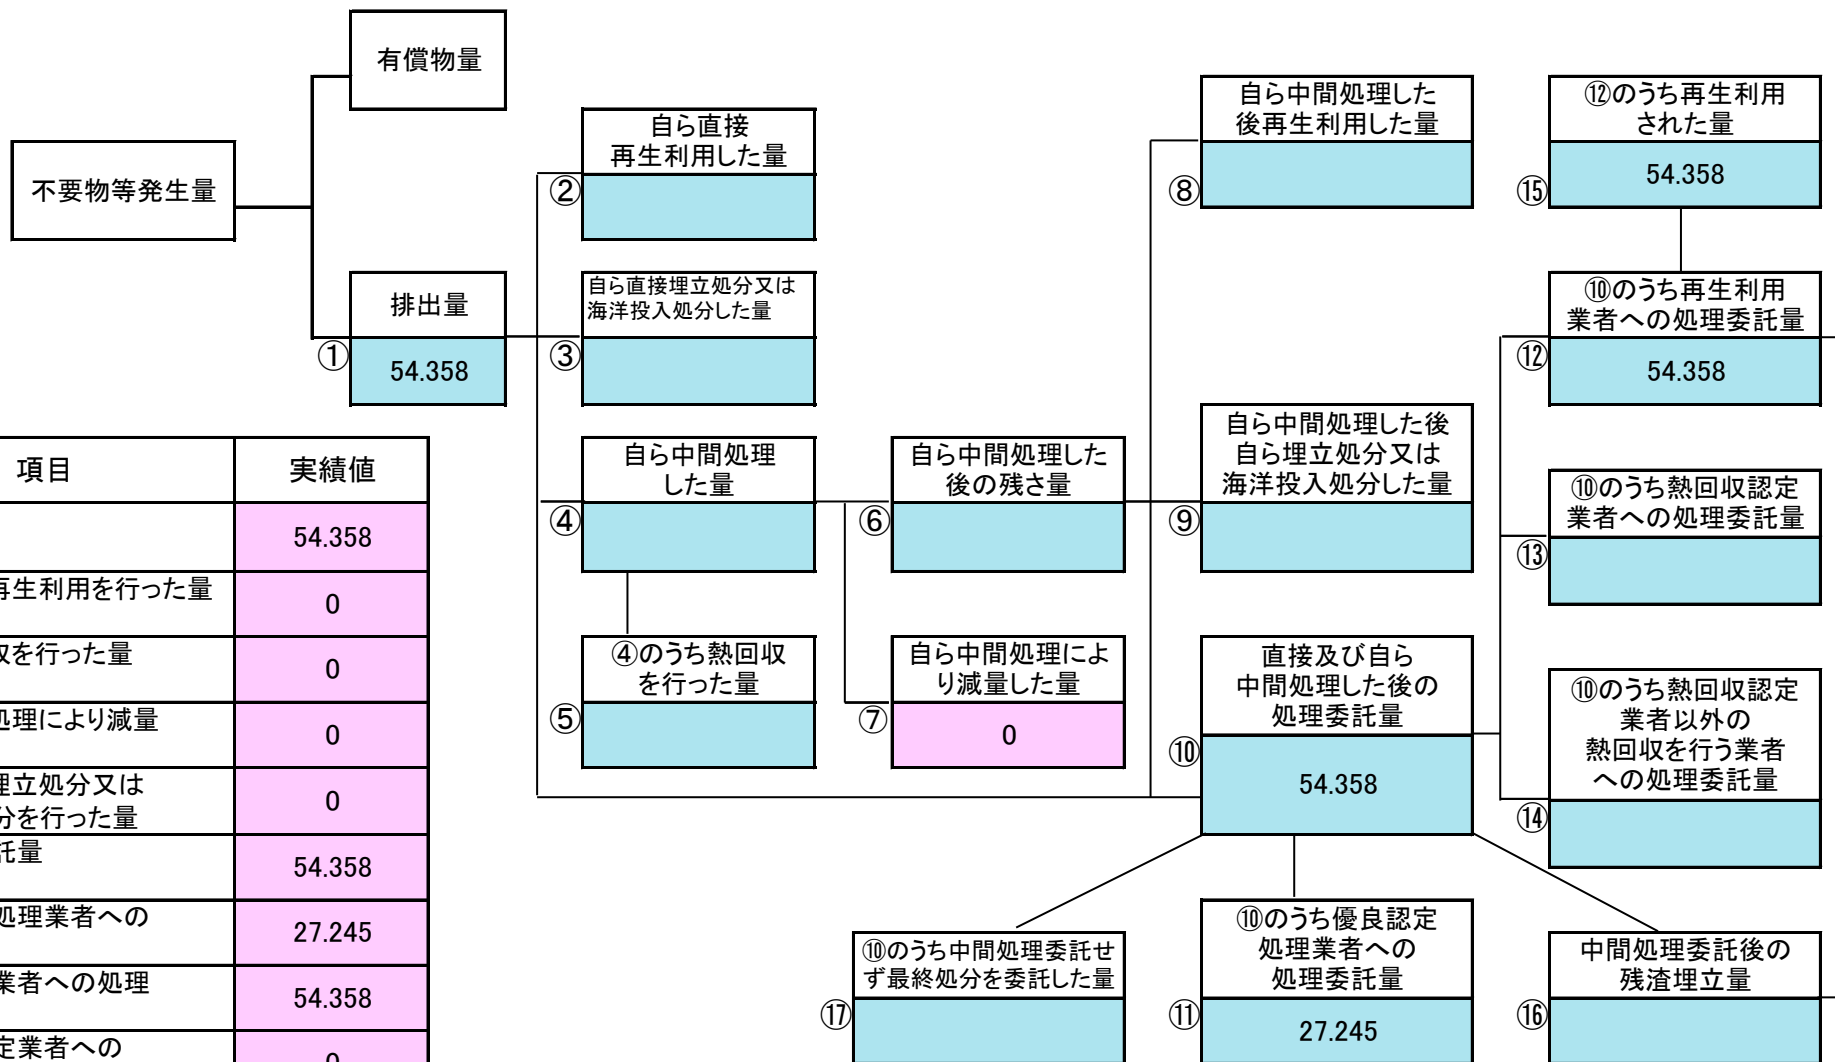 有償物量
不要物等発生量
排出量
①
54.358
自ら直接
再生利用した量
②
自ら直接埋立処分又は
海洋投入処分した量
③
自ら中間処理
した量
④
④のうち熱回収
を行った量
⑤
自ら中間処理した
後の残さ量
⑥
自ら中間処理によ
り減量した量
⑦
0
自ら中間処理した
後再生利用した量
⑧
自ら中間処理した後
自ら埋立処分又は
海洋投入処分した量
⑨
直接及び自ら
中間処理した後の
処理委託量
⑩
54.358
⑩のうち優良認定
処理業者への
処理委託量
⑪
27.245
⑫のうち再生利用
された量
⑮
54.358
⑩のうち再生利用
業者への処理委託量
⑫
54.358
⑩のうち熱回収認定
業者への処理委託量
⑬
⑩のうち熱回収認定
業者以外の
熱回収を行う業者
への処理委託量
⑭
中間処理委託後の
残渣埋立量
⑯
⑩のうち中間処理委託せ
ず最終処分を委託した量
⑰
項目 実績値
54.358
再生利用を行った量 0
を行った量 0
処理により減量 0
埋立処分又は
分を行った量 0
託量 54.358
処理業者への 27.245
業者への処理 54.358
定業者への 0